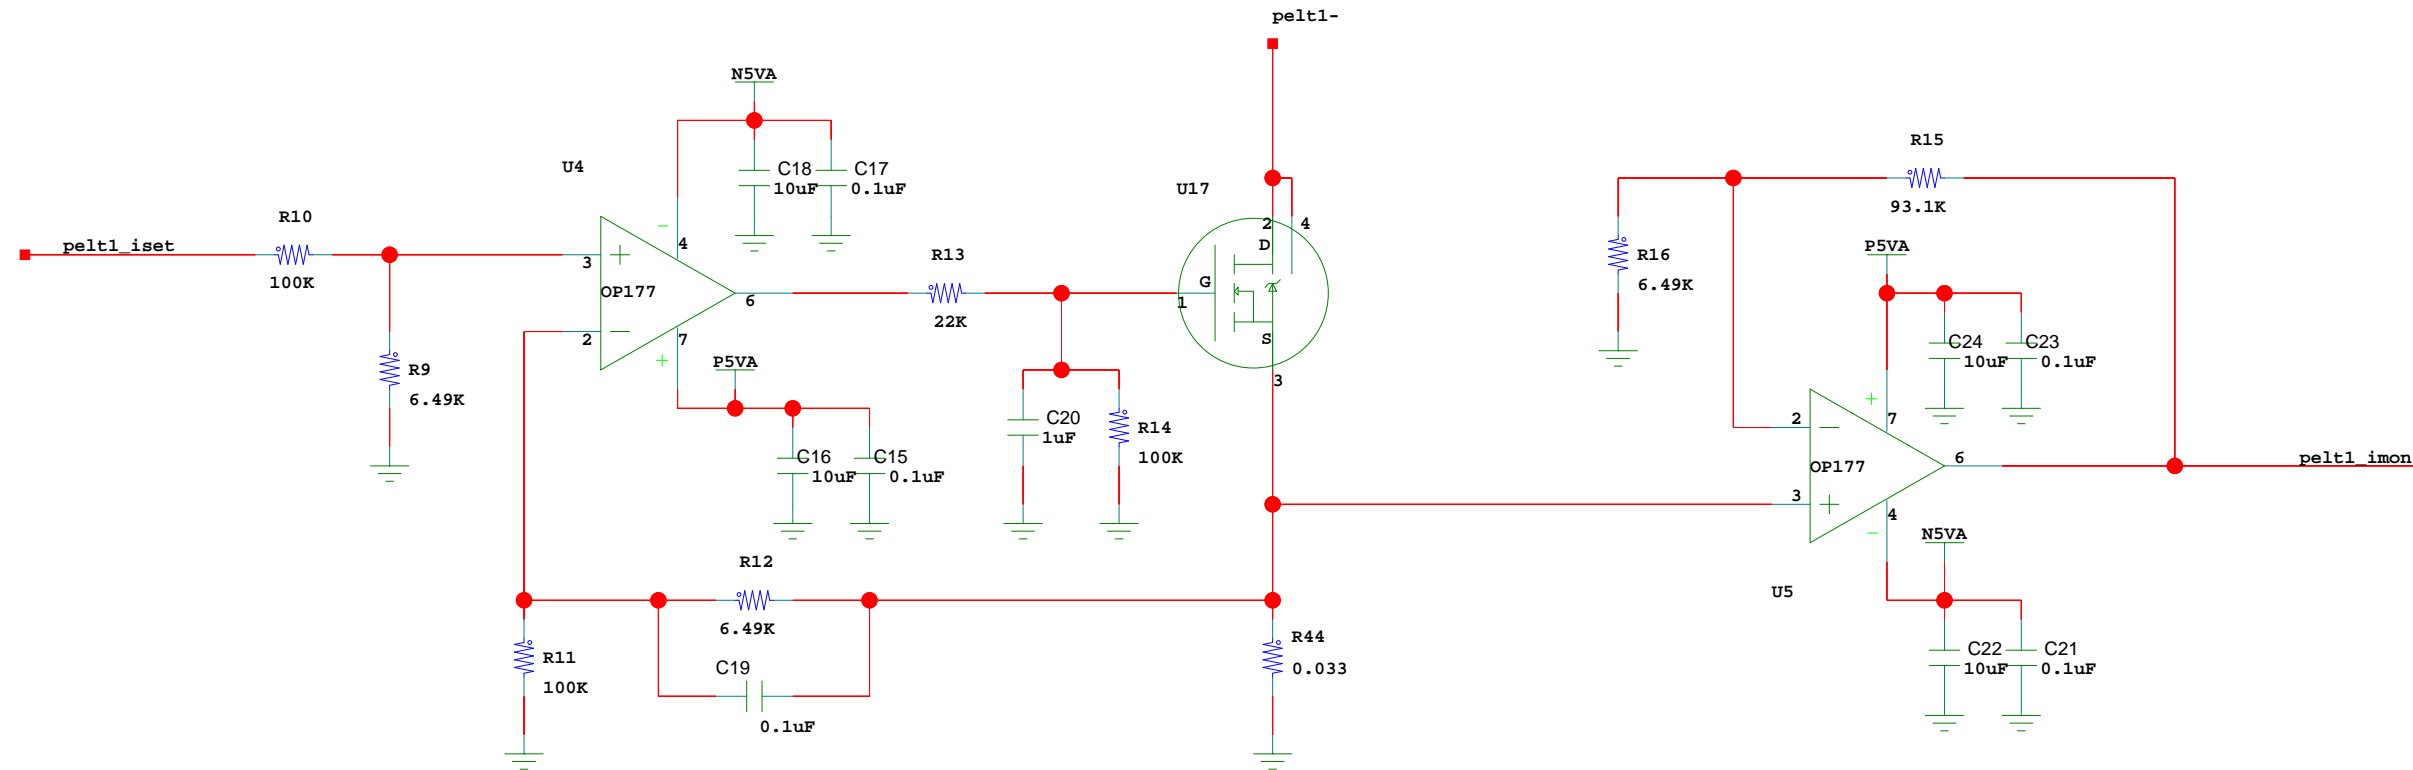 pelt1-
N5VA
U4
C18
10uF
C17
0.1uF
U17
R15
93.1K
R10
pelt1_iset
100K
3
+
−
4
OP177
2
−
7
+
6
R13
22K
2
4
D
G
1
S
3
R16
6.49K
P5VA
C24
10uF
C23
0.1uF
R9
6.49K
P5VA
C16
10uF
C15
0.1uF
C20
1uF
R14
100K
+
7
2
−
OP177
6
pelt1_imon
3
+
4
−
N5VA
U5
C22
10uF
C21
0.1uF
R12
6.49K
R11
100K
C19
0.1uF
R44
0.033